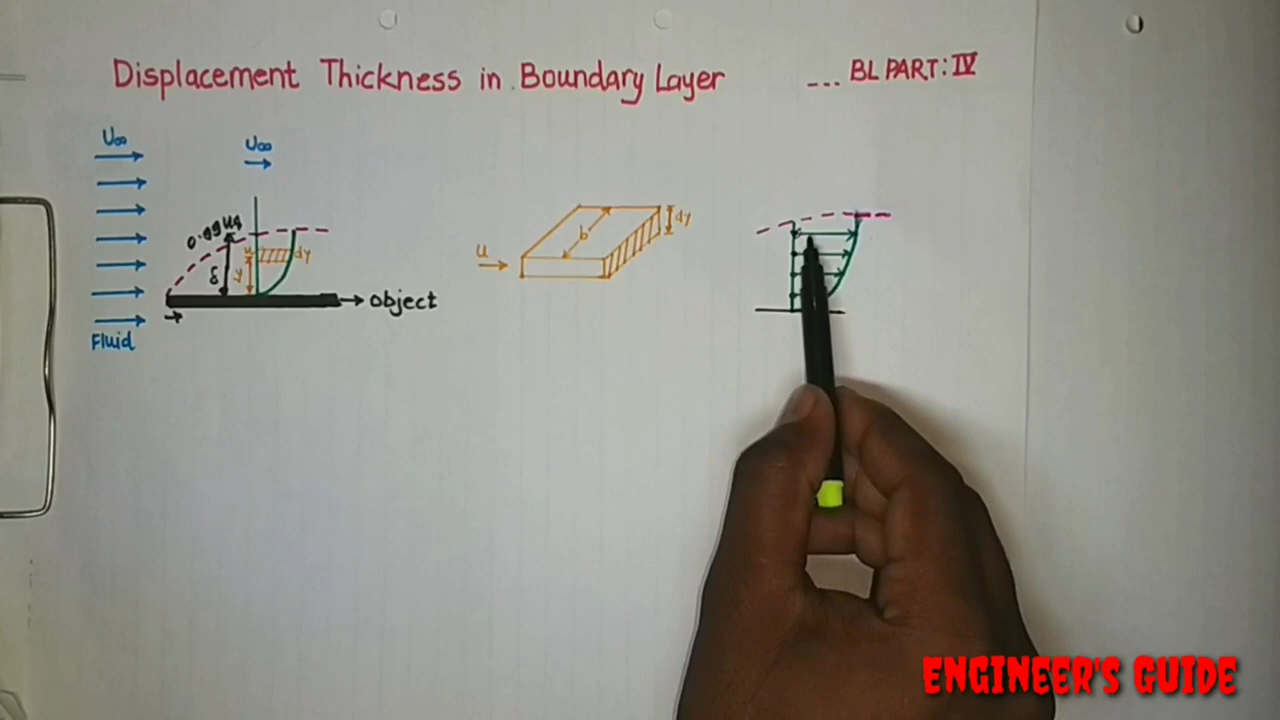 Displacement Thickness in Boundary Layer
... BL PART: IV
U∞
U∞
0.99U∞
u
dy
δ
y
Object
Fluid
b
dy
u
ENGINEER'S GUIDE